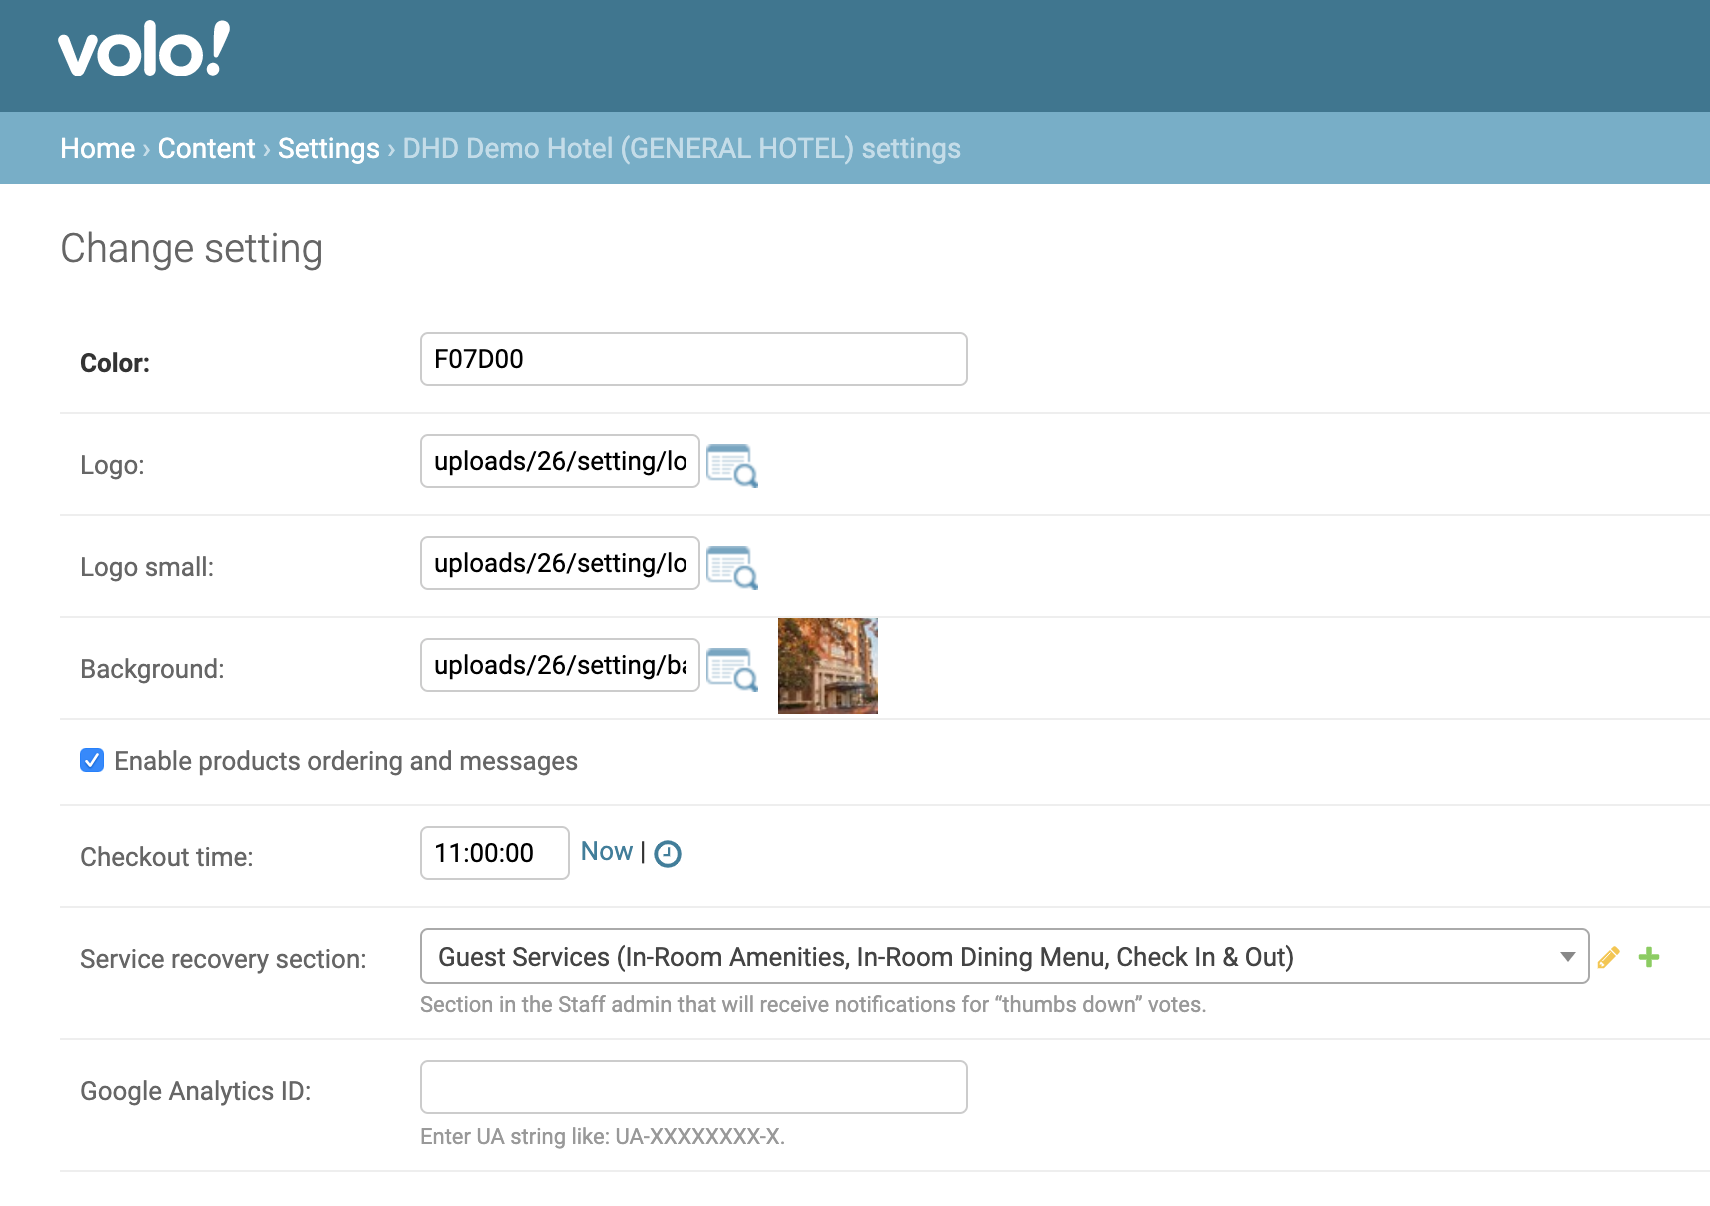 volo!
Home › Content › Settings › DHD Demo Hotel (GENERAL HOTEL) settings
Change setting
Color: F07D00
Logo: uploads/26/setting/lo
Logo small: uploads/26/setting/lo
Background: uploads/26/setting/ba
Enable products ordering and messages
Checkout time: 11:00:00 Now |
Service recovery section: Guest Services (In-Room Amenities, In-Room Dining Menu, Check In & Out)
Section in the Staff admin that will receive notifications for “thumbs down” votes.
Google Analytics ID:
Enter UA string like: UA-XXXXXXXX-X.